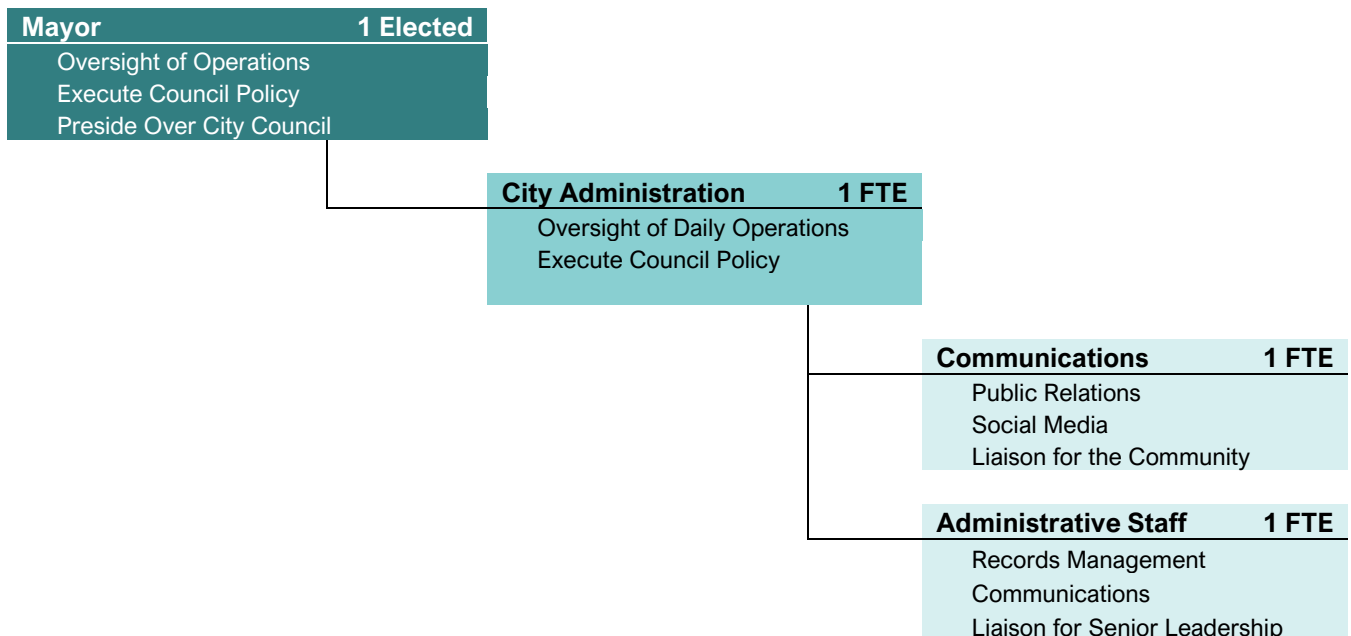 Mayor 1 Elected
Oversight of Operations
Execute Council Policy
Preside Over City Council
City Administration 1 FTE
Oversight of Daily Operations
Execute Council Policy
Communications 1 FTE
Public Relations
Social Media
Liaison for the Community
Administrative Staff 1 FTE
Records Management
Communications
Liaison for Senior Leadership